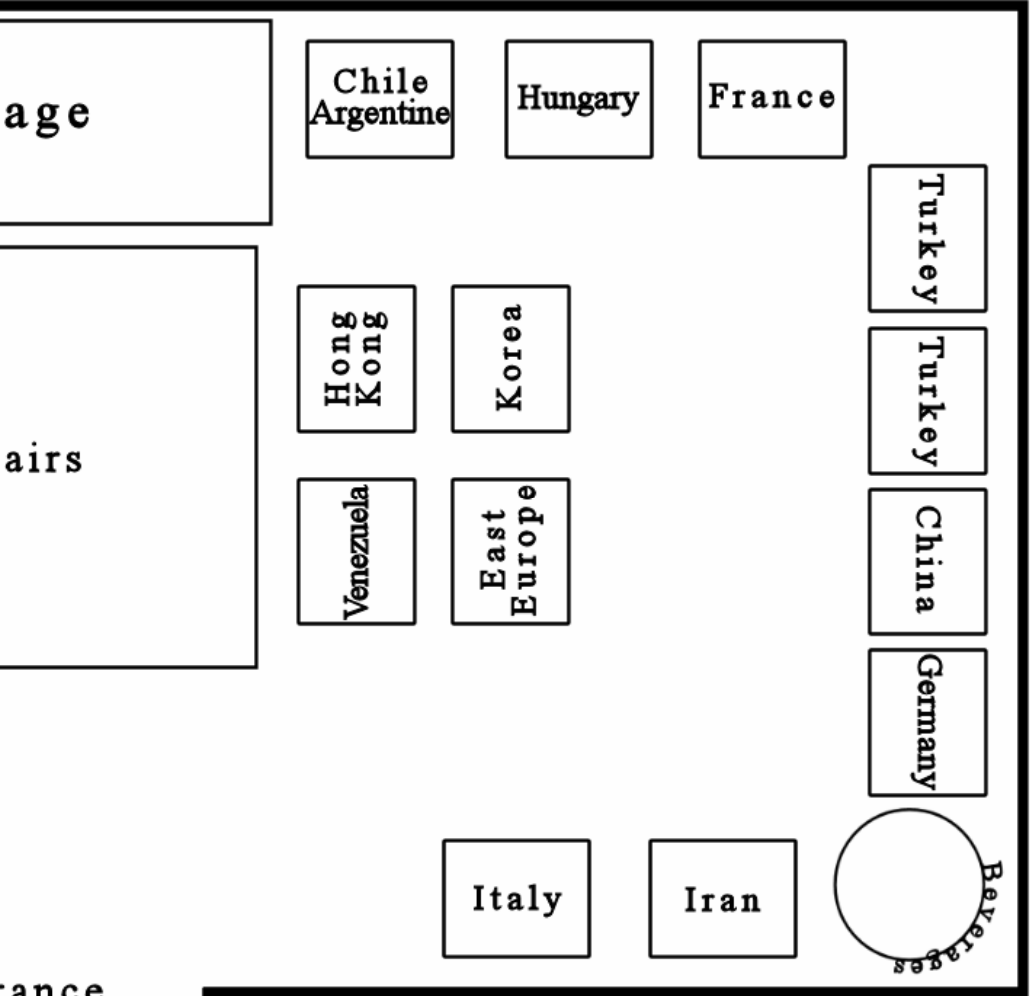 age
Chile
Argentine
Hungary
France
Turkey
Hong
Kong
Korea
Turkey
airs
Venezuela
East
Europe
China
Germany
Italy
Iran
Beverages
tance